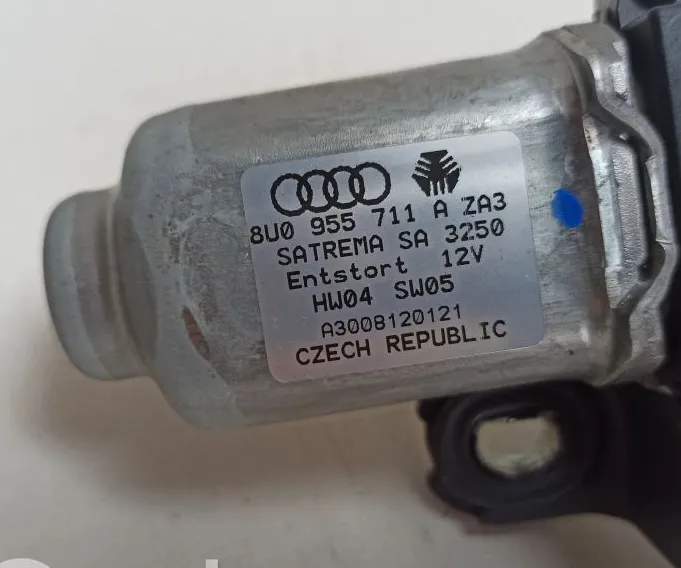 8U0 955 711 A ZA3
SATREMA SA 3250
Entstort 12V
HW04 SW05
A3008120121
CZECH REPUBLIC